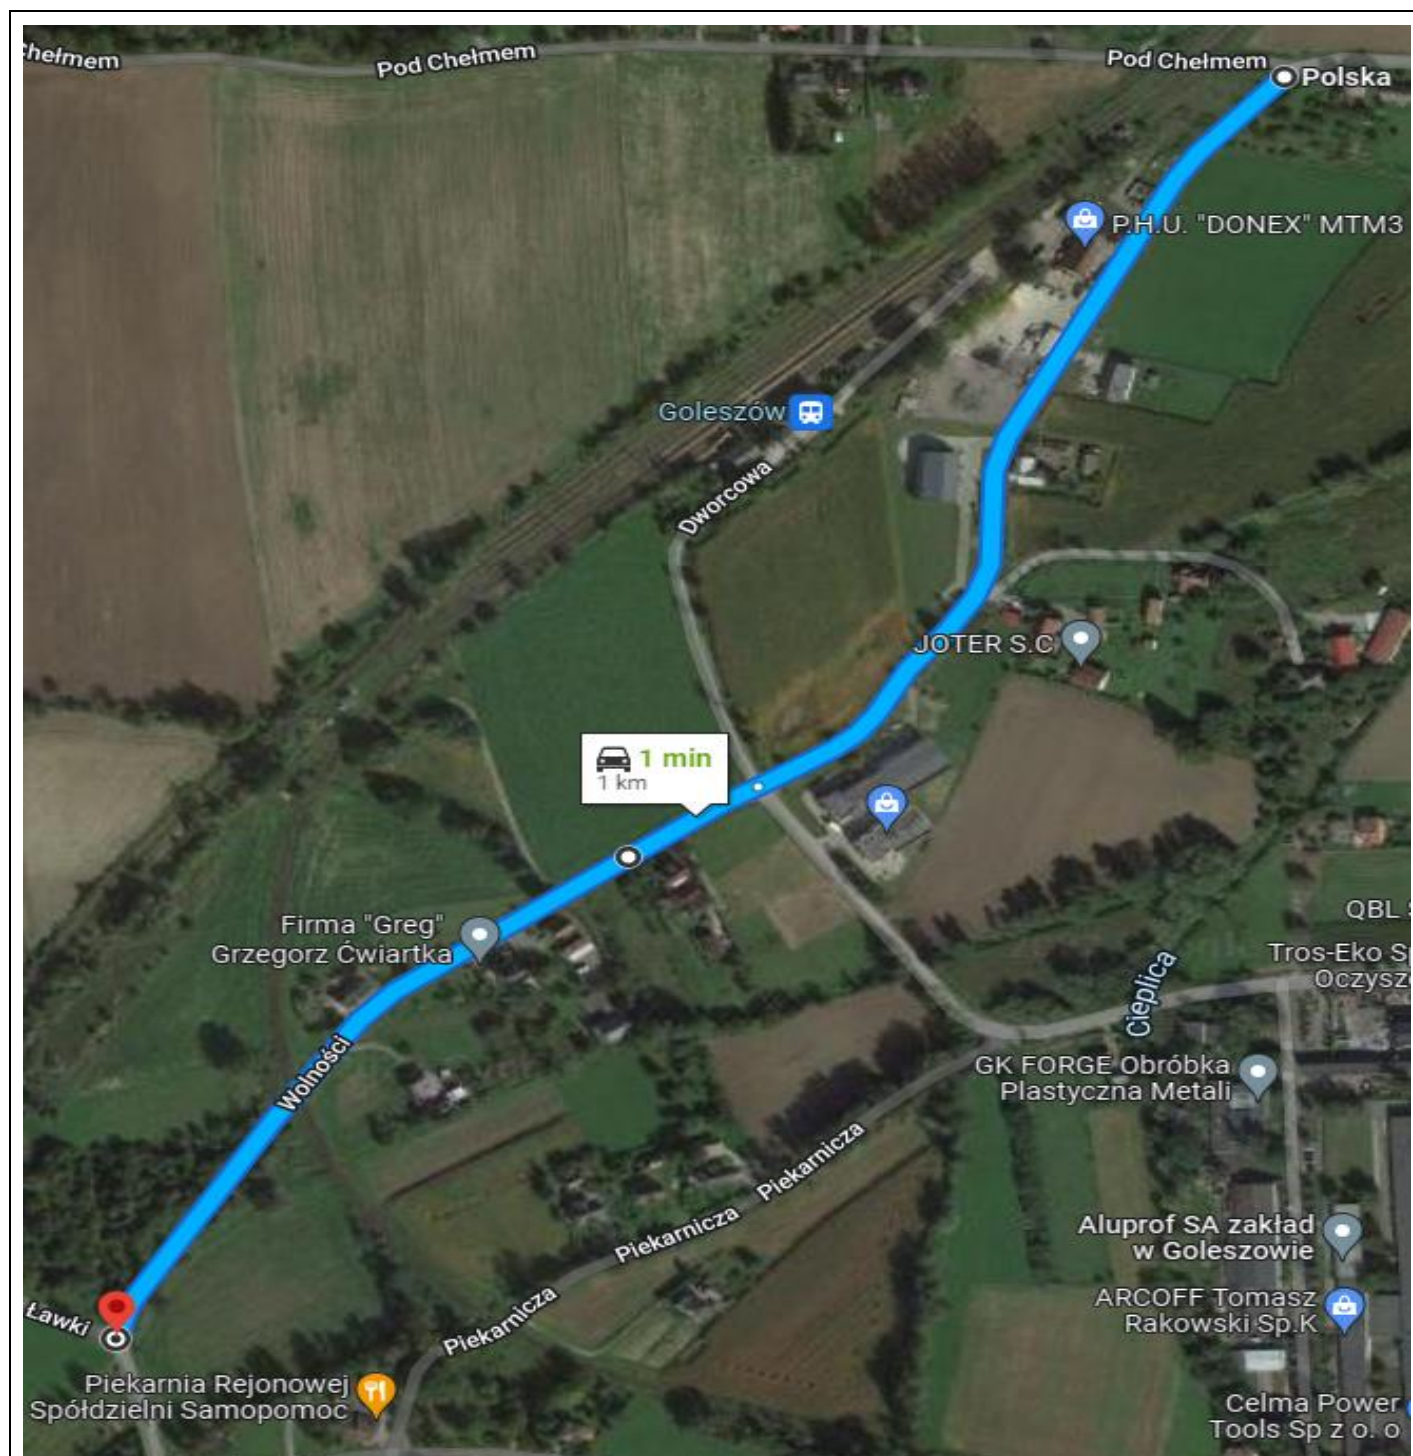 Chełmem
Pod Chełmem
Pod Chełmem
Polska
P.H.U. "DONEX" MTM3
Goleszów
Dworcowa
JOTER S.C
1 min
1 km
Firma "Greg"
Grzegorz Ćwiartka
QBL
Tros-Eko Sp
Oczyszc
Cieplica
Wolności
GK FORGE Obróbka
Plastyczna Metali
Piekarnicza
Piekarnicza
Piekarnicza
Aluprof SA zakład
w Goleszowie
ARCOFF Tomasz
Rakowski Sp.K
Ławki
Piekarnia Rejonowej
Spółdzielni Samopomoc
Celma Power
Tools Sp z o. o